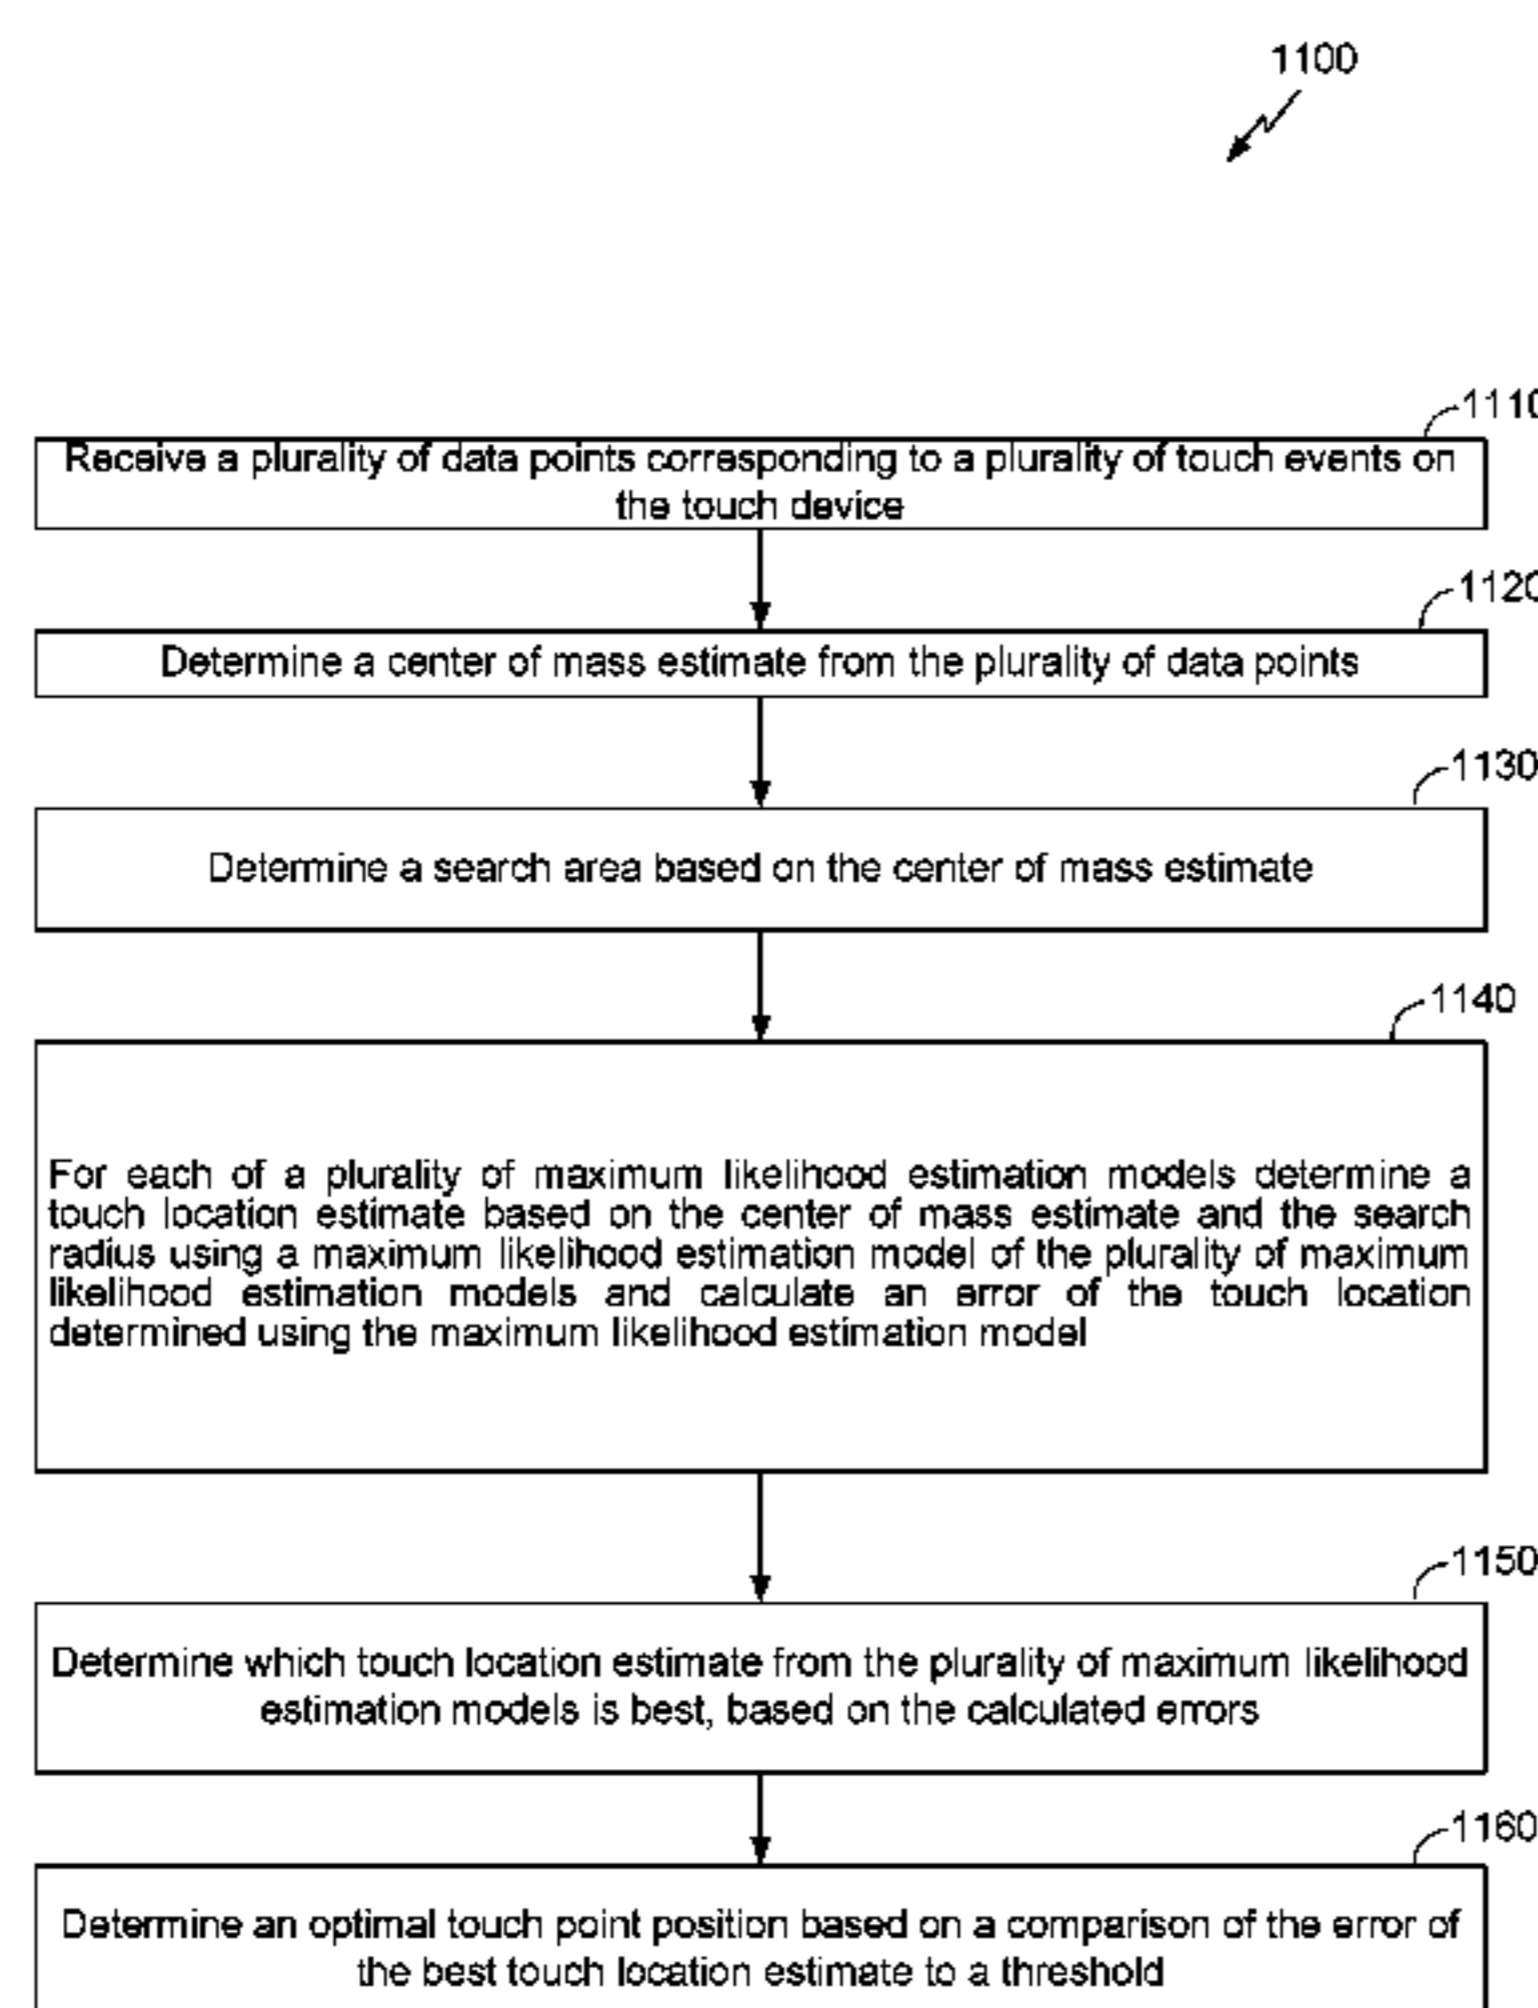 1100
1110
Receive a plurality of data points corresponding to a plurality of touch events on
the touch device
1120
Determine a center of mass estimate from the plurality of data points
1130
Determine a search area based on the center of mass estimate
1140
For each of a plurality of maximum likelihood estimation models determine a
touch location estimate based on the center of mass estimate and the search
radius using a maximum likelihood estimation model of the plurality of maximum
likelihood estimation models and calculate an error of the touch location
determined using the maximum likelihood estimation model
1150
Determine which touch location estimate from the plurality of maximum likelihood
estimation models is best, based on the calculated errors
1160
Determine an optimal touch point position based on a comparison of the error of
the best touch location estimate to a threshold